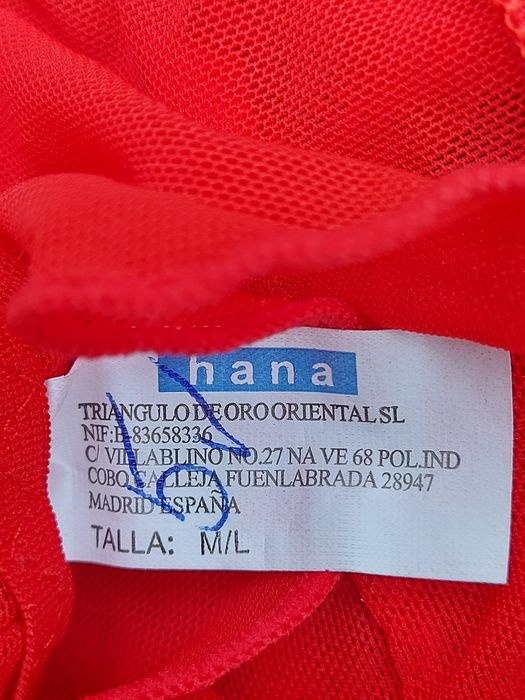 hana
TRIANGULO DE ORO ORIENTAL SL
NIF:B-83658336
C/ VILLABLINO NO.27 NA VE 68 POL.IND
COBO CALLEJA FUENLABRADA 28947
MADRID ESPAÑA
TALLA: M/L